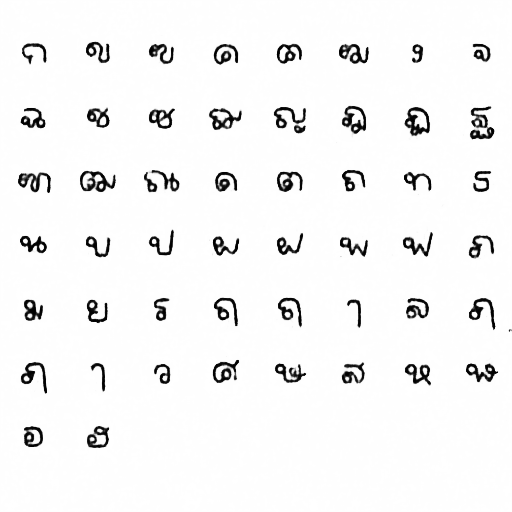 ก ข ฃ ค ฅ ฆ ง จ
ฉ ช ซ ฌ ญ ฎ ฏ ฐ
ฑ ฒ ณ ด ต ถ ท ธ
น บ ป ผ ฝ พ ฟ ภ
ม ย ร ฤ ฤ ๅ ล ฦ
ฦ ๅ ว ศ ษ ส ห ฬ
อ ฮ